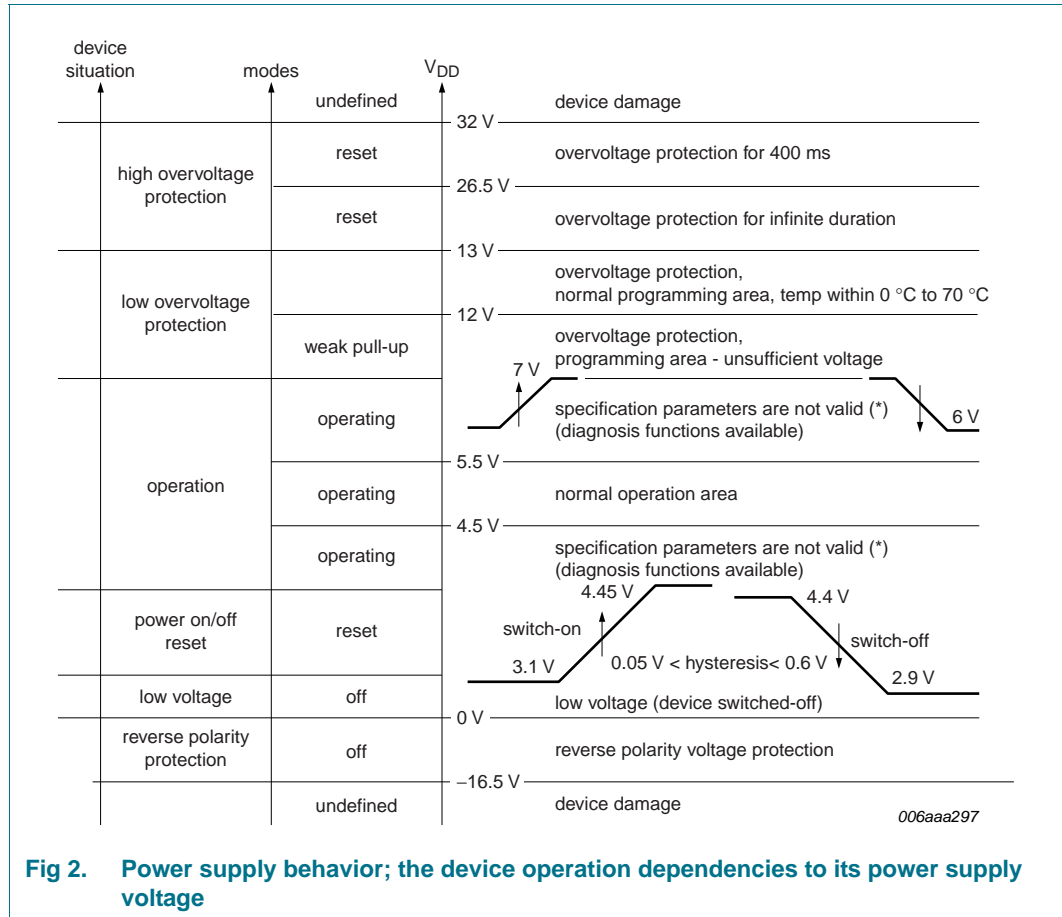 device
situation
modes
VDD
undefined
device damage
32 V
high overvoltage
protection
reset
overvoltage protection for 400 ms
26.5 V
reset
overvoltage protection for infinite duration
13 V
low overvoltage
protection
overvoltage protection,
normal programming area, temp within 0 °C to 70 °C
12 V
weak pull-up
overvoltage protection,
programming area - unsufficient voltage
7 V
operation
operating
specification parameters are not valid (*)
(diagnosis functions available)
6 V
5.5 V
operating
normal operation area
4.5 V
operating
specification parameters are not valid (*)
(diagnosis functions available)
power on/off
reset
reset
4.45 V
4.4 V
switch-on
switch-off
3.1 V
0.05 V < hysteresis< 0.6 V
2.9 V
low voltage
off
low voltage (device switched-off)
0 V
reverse polarity
protection
off
reverse polarity voltage protection
−16.5 V
undefined
device damage
006aaa297
Fig 2. Power supply behavior; the device operation dependencies to its power supply
voltage